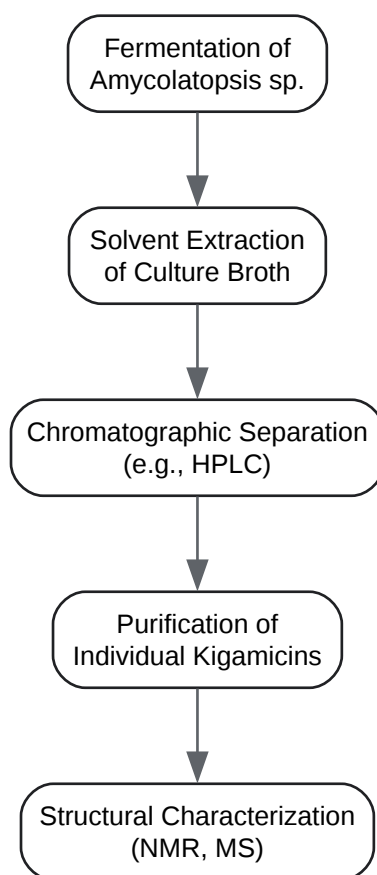 Fermentation of
Amycolatopsis sp.
Solvent Extraction
of Culture Broth
Chromatographic Separation
(e.g., HPLC)
Purification of
Individual Kigamicins
Structural Characterization
(NMR, MS)